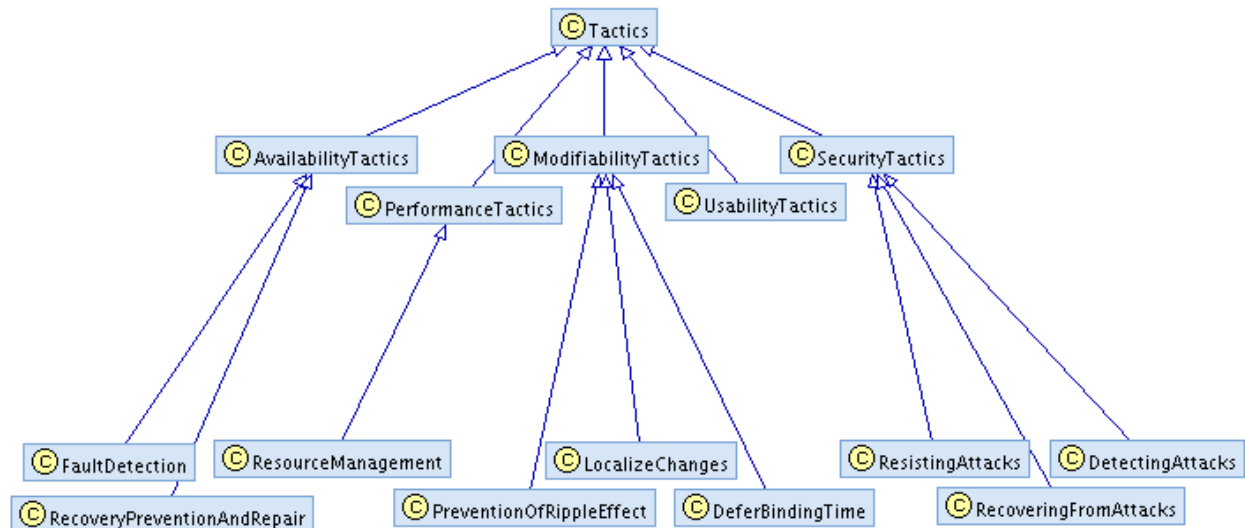 C Tactics
C AvailabilityTactics
C ModifiabilityTactics
C SecurityTactics
C PerformanceTactics
C UsabilityTactics
C FaultDetection
C ResourceManagement
C LocalizeChanges
C ResistingAttacks
C DetectingAttacks
C RecoveryPreventionAndRepair
C PreventionOfRippleEffect
C DeferBindingTime
C RecoveringFromAttacks